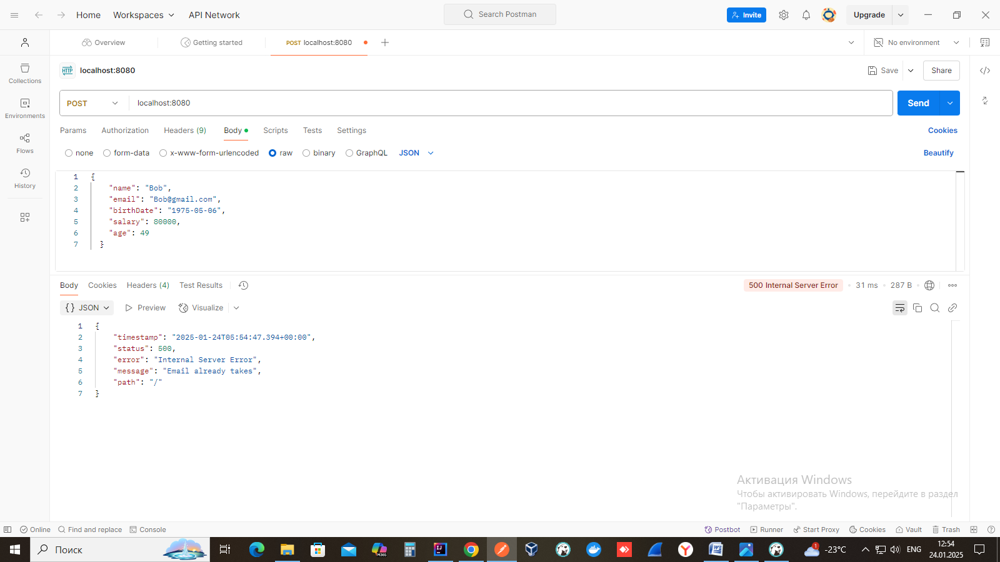 Home Workspaces API Network Search Postman Invite Upgrade
Overview Getting started POST localhost:8080 No environment
HTTP localhost:8080 Save Share
Collections
Environments
Flows
History
POST localhost:8080 Send
Params Authorization Headers (9) Body Scripts Tests Settings Cookies
none form-data x-www-form-urlencoded raw binary GraphQL JSON Beautify
1 {
2 "name": "Bob",
3 "email": "Bob@gmail.com",
4 "birthDate": "1975-05-06",
5 "salary": 80000,
6 "age": 49
7 }
Body Cookies Headers (4) Test Results 500 Internal Server Error 31 ms 287 B
{} JSON Preview Visualize
1 {
2 "timestamp": "2025-01-24T05:54:47.394+00:00",
3 "status": 500,
4 "error": "Internal Server Error",
5 "message": "Email already takes",
6 "path": "/"
7 }
Активация Windows
Чтобы активировать Windows, перейдите в раздел
"Параметры".
Online Find and replace Console Postbot Runner Start Proxy Cookies Vault Trash
Поиск M365 IJ W 1 -23°C ENG 12:54
24.01.2025